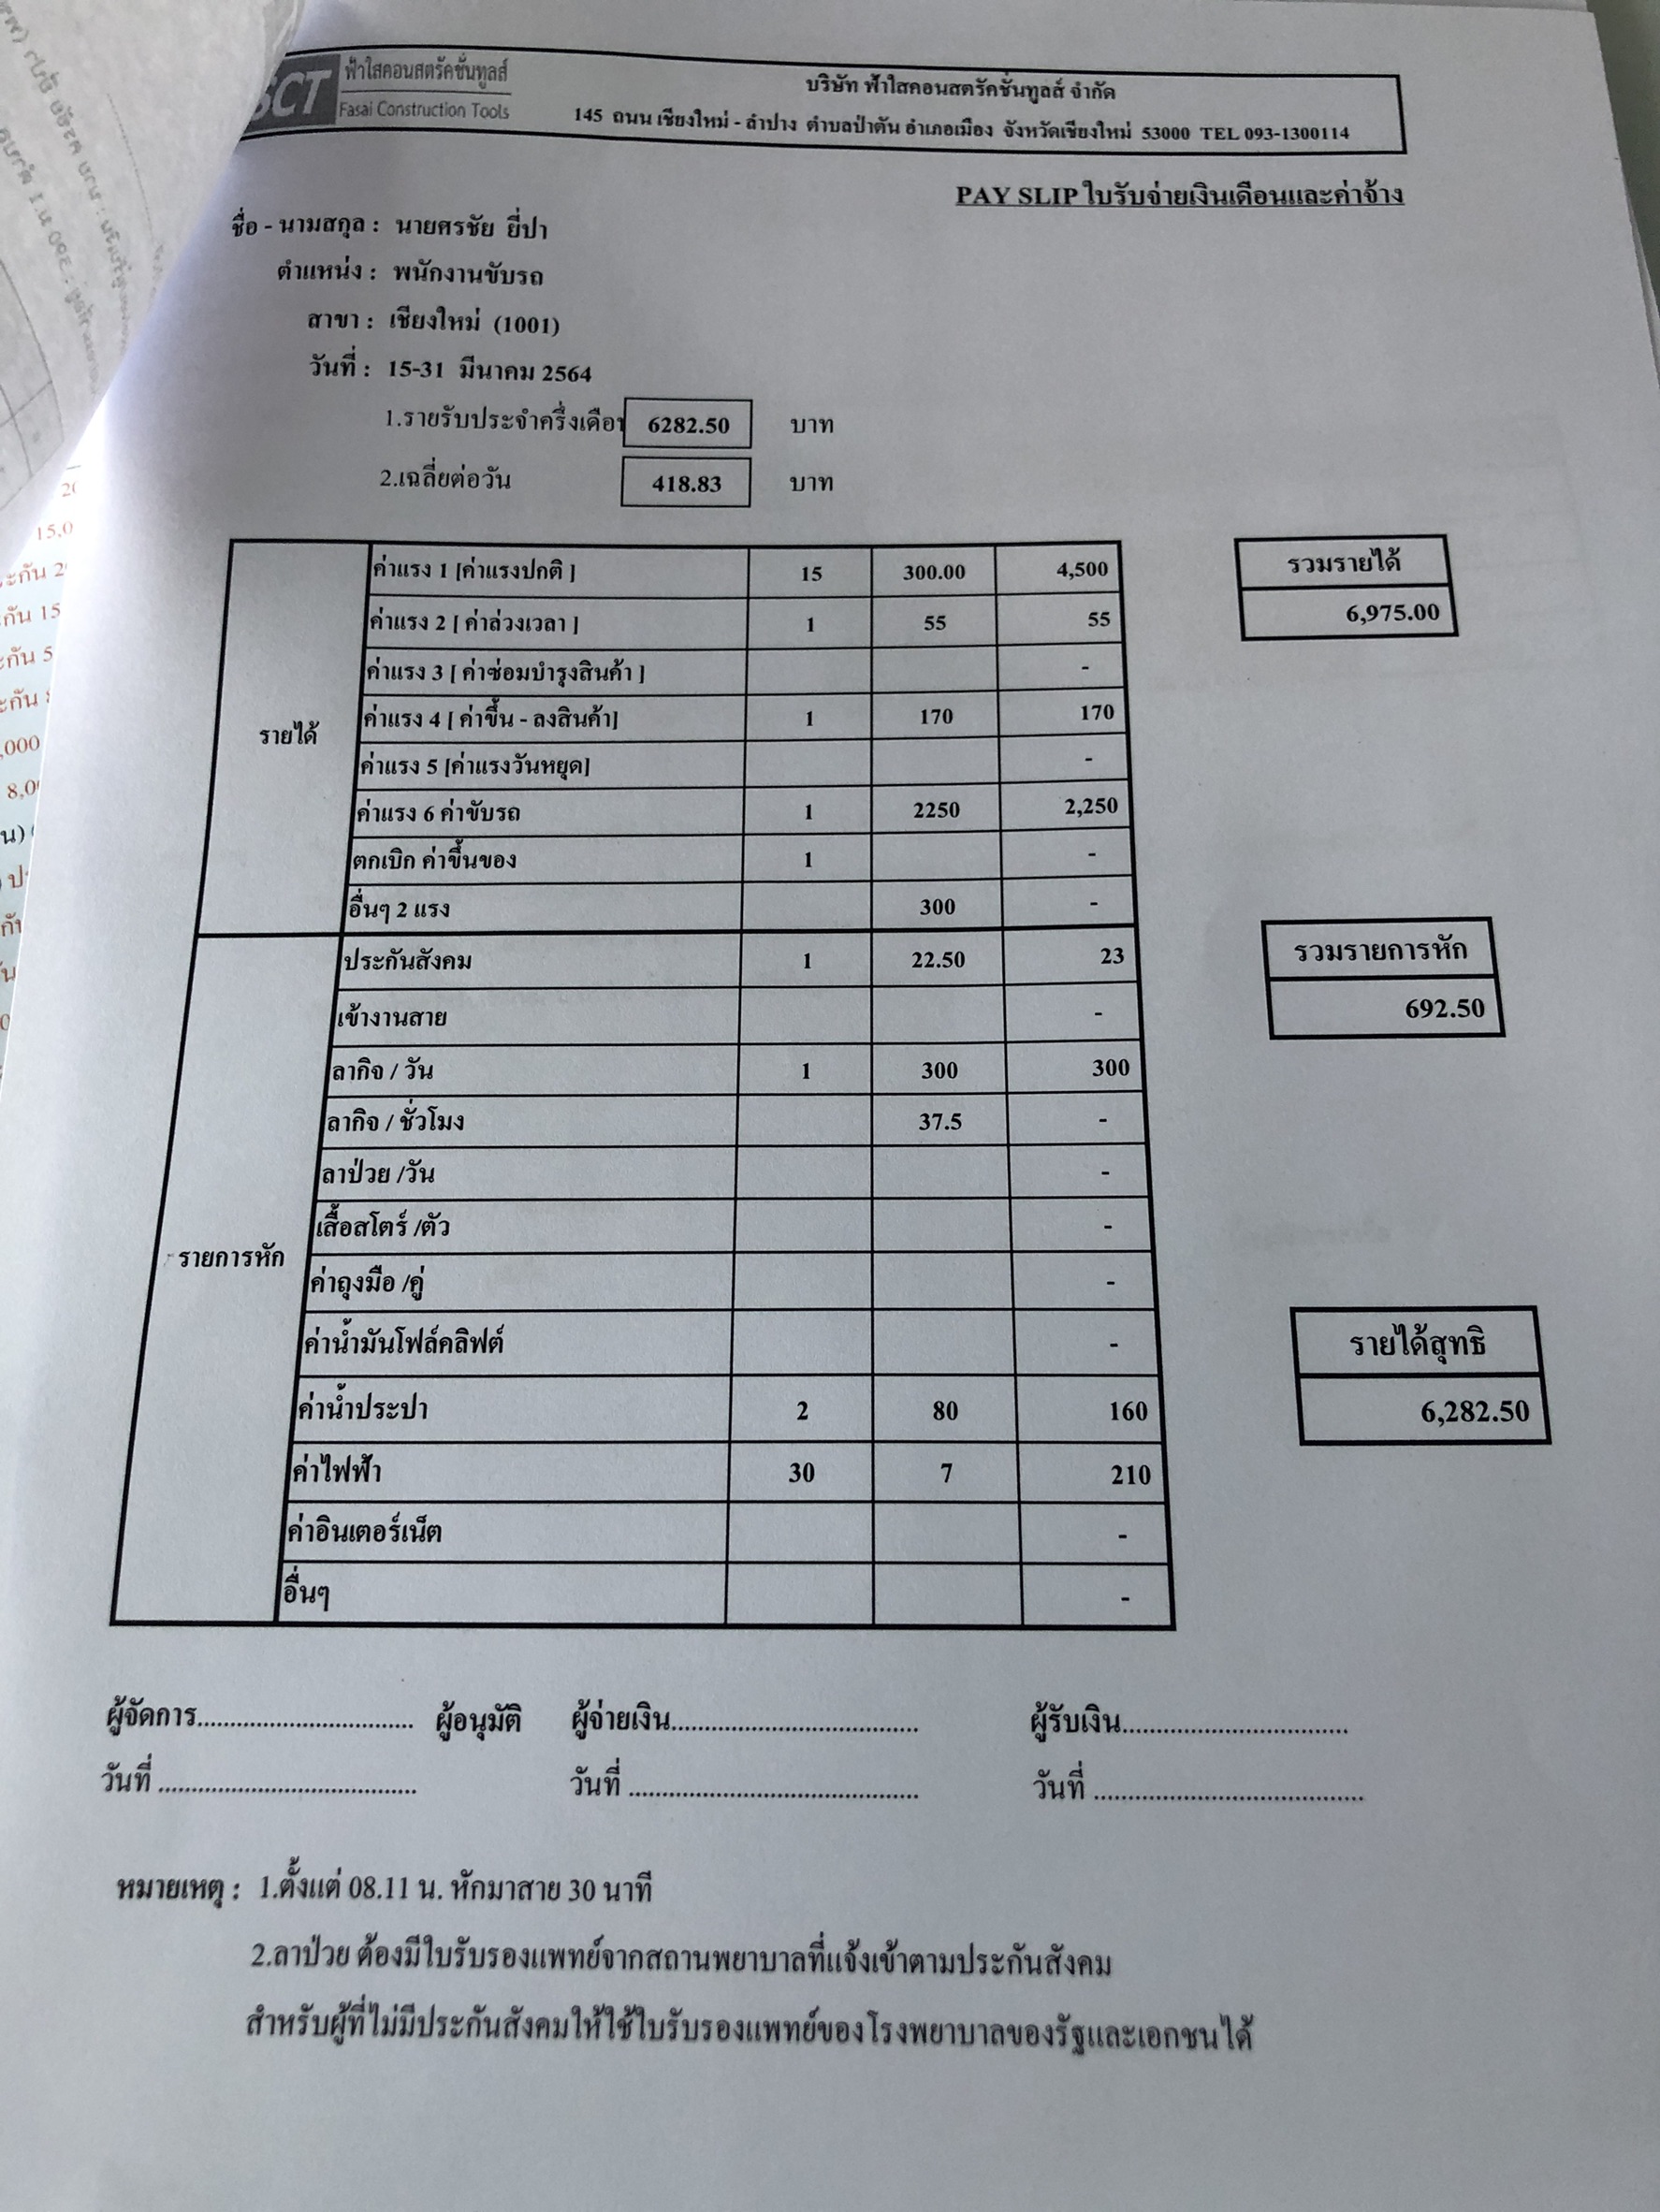 SCT ฟ้าใสคอนสตรัคชั่นทูลส์
Fasai Construction Tools
บริษัท ฟ้าใสคอนสตรัคชั่นทูลส์ จำกัด
145 ถนน เชียงใหม่ - ลำปาง ตำบลป่าตัน อำเภอเมือง จังหวัดเชียงใหม่ 53000 TEL 093-1300114
PAY SLIP ใบรับจ่ายเงินเดือนและค่าจ้าง
ชื่อ - นามสกุล : นายศรชัย ยี่ปา
ตำแหน่ง : พนักงานขับรถ
สาขา : เชียงใหม่ (1001)
วันที่ : 15-31 มีนาคม 2564
1.รายรับประจำครึ่งเดือน 6282.50 บาท
2.เฉลี่ยต่อวัน 418.83 บาท
รายได้
ค่าแรง 1 [ค่าแรงปกติ ] 15 300.00 4,500
ค่าแรง 2 [ ค่าล่วงเวลา ] 1 55 55
ค่าแรง 3 [ ค่าซ่อมบำรุงสินค้า ] -
ค่าแรง 4 [ ค่าขึ้น - ลงสินค้า] 1 170 170
ค่าแรง 5 [ค่าแรงวันหยุด] -
ค่าแรง 6 ค่าขับรถ 1 2250 2,250
ตกเบิก ค่าขึ้นของ 1 -
อื่นๆ 2 แรง 300 -
รวมรายได้
6,975.00
รายการหัก
ประกันสังคม 1 22.50 23
เข้างานสาย -
ลากิจ / วัน 1 300 300
ลากิจ / ชั่วโมง 37.5 -
ลาป่วย /วัน -
เสื้อสโตร์ /ตัว -
ค่าถุงมือ /คู่ -
ค่าน้ำมันโฟล์คลิฟต์ -
ค่าน้ำประปา 2 80 160
ค่าไฟฟ้า 30 7 210
ค่าอินเตอร์เน็ต -
อื่นๆ -
รวมรายการหัก
692.50
รายได้สุทธิ
6,282.50
ผู้จัดการ................................. ผู้อนุมัติ ผู้จ่ายเงิน...................................... ผู้รับเงิน...................................
วันที่ ....................................... วันที่ ............................................ วันที่ .........................................
หมายเหตุ : 1.ตั้งแต่ 08.11 น. หักมาสาย 30 นาที
2.ลาป่วย ต้องมีใบรับรองแพทย์จากสถานพยาบาลที่แจ้งเข้าตามประกันสังคม
สำหรับผู้ที่ไม่มีประกันสังคมให้ใช้ใบรับรองแพทย์ของโรงพยาบาลของรัฐและเอกชนได้